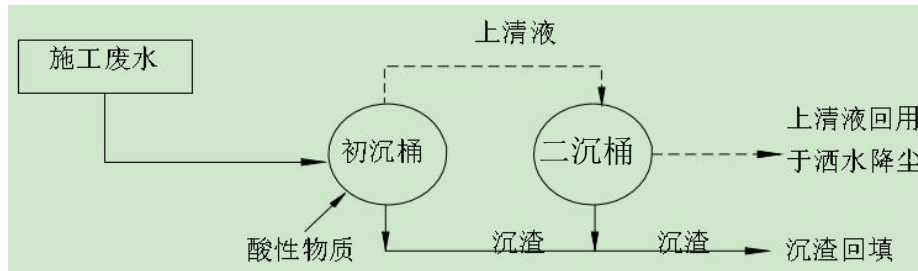 上清液
施工废水
初沉桶
二沉桶
上清液回用
于洒水降尘
酸性物质
沉渣
沉渣
沉渣回填